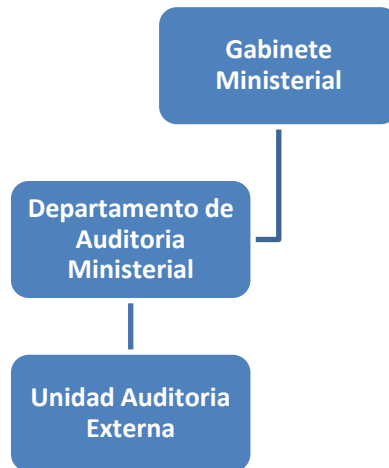 Gabinete
Ministerial
Departamento de
Auditoria
Ministerial
Unidad Auditoria
Externa